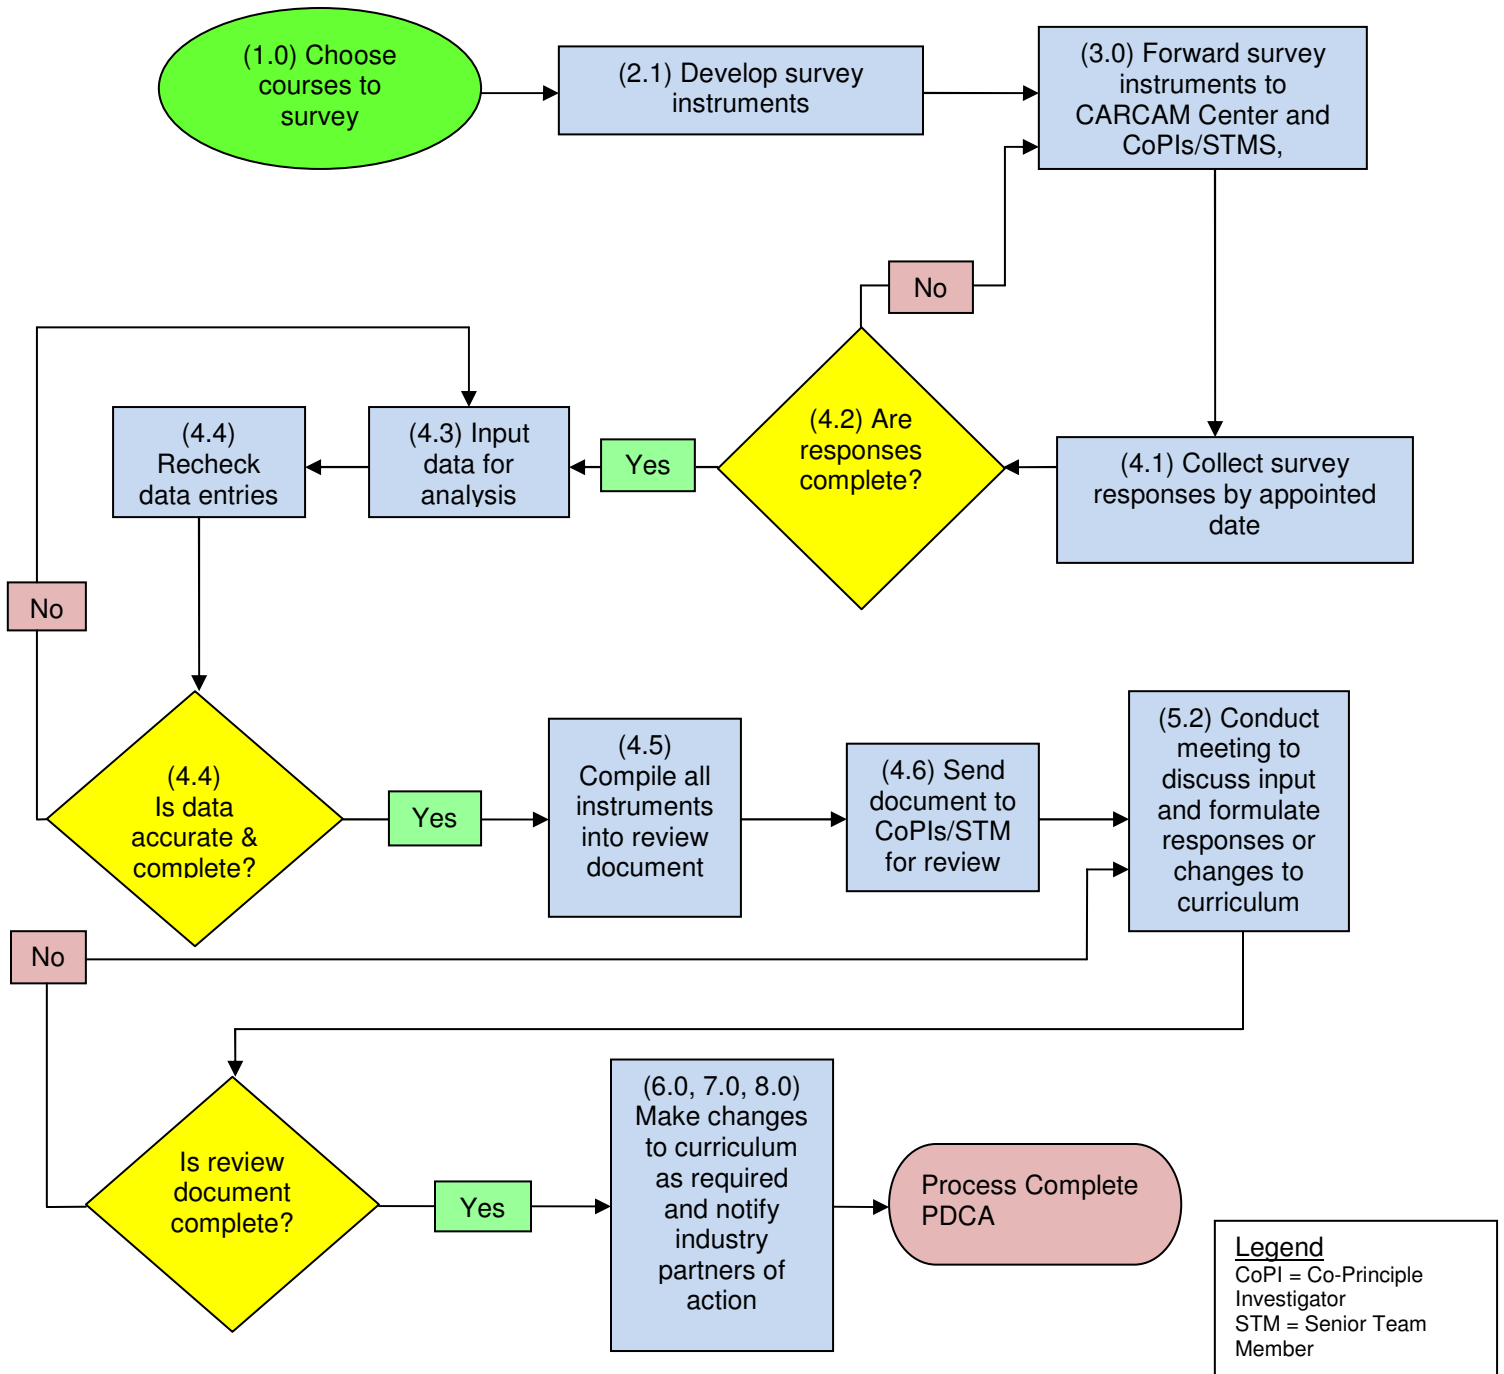 (1.0) Choose
courses to
survey
(2.1) Develop survey
instruments
(3.0) Forward survey
instruments to
CARCAM Center and
CoPIs/STMS,
No
(4.4)
Recheck
data entries
(4.3) Input
data for
analysis
Yes
(4.2) Are
responses
complete?
(4.1) Collect survey
responses by appointed
date
No
(4.4)
Is data
accurate &
complete?
Yes
(4.5)
Compile all
instruments
into review
document
(4.6) Send
document to
CoPIs/STM
for review
(5.2) Conduct
meeting to
discuss input
and formulate
responses or
changes to
curriculum
No
Is review
document
complete?
Yes
(6.0, 7.0, 8.0)
Make changes
to curriculum
as required
and notify
industry
partners of
action
Process Complete
PDCA
Legend
CoPI = Co-Principle
Investigator
STM = Senior Team
Member